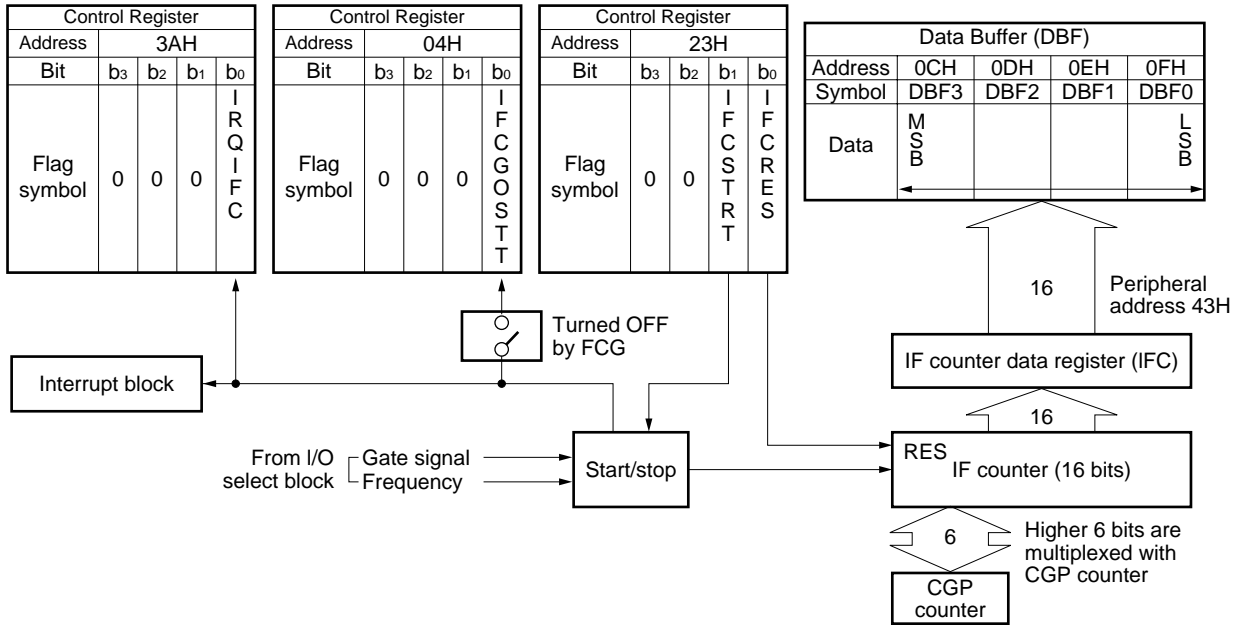 Control Register
Address 3AH
Bit b3 b2 b1 b0
Flag symbol 0 0 0 IRQIFC
Control Register
Address 04H
Bit b3 b2 b1 b0
Flag symbol 0 0 0 IFCGOSTT
Control Register
Address 23H
Bit b3 b2 b1 b0
Flag symbol 0 0 IFCSTRT IFCRES
Data Buffer (DBF)
Address 0CH 0DH 0EH 0FH
Symbol DBF3 DBF2 DBF1 DBF0
Data MSB LSB
16
Peripheral
address 43H
Turned OFF
by FCG
Interrupt block
IF counter data register (IFC)
16
From I/O
select block
Gate signal
Frequency
Start/stop
RES
IF counter (16 bits)
6
Higher 6 bits are
multiplexed with
CGP counter
CGP
counter